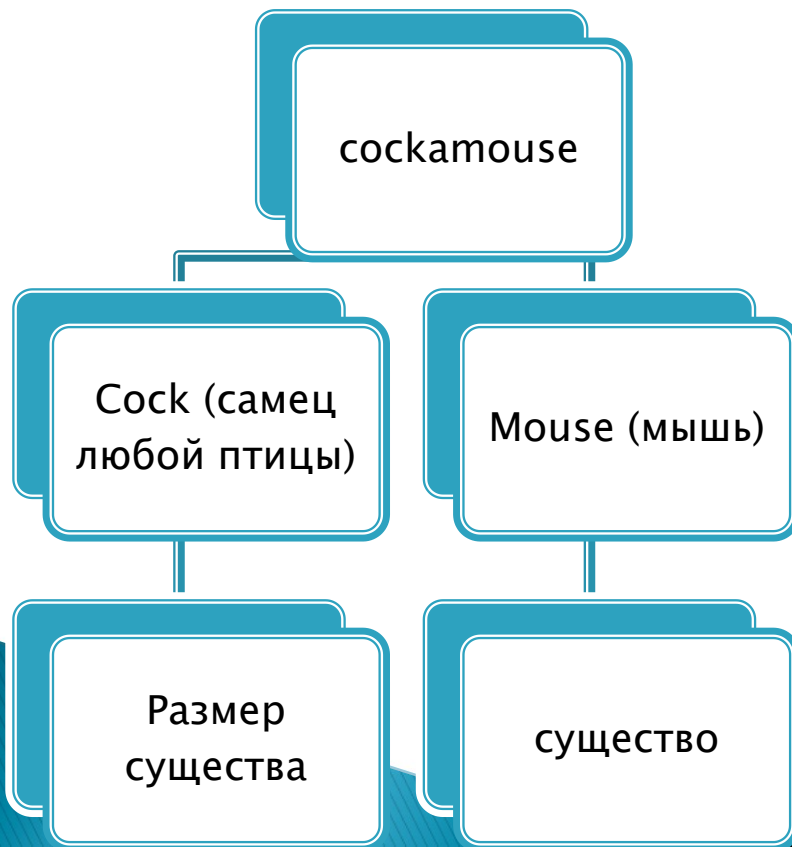 cockamouse
Cock (самец
любой птицы)
Mouse (мышь)
Размер
существа
существо